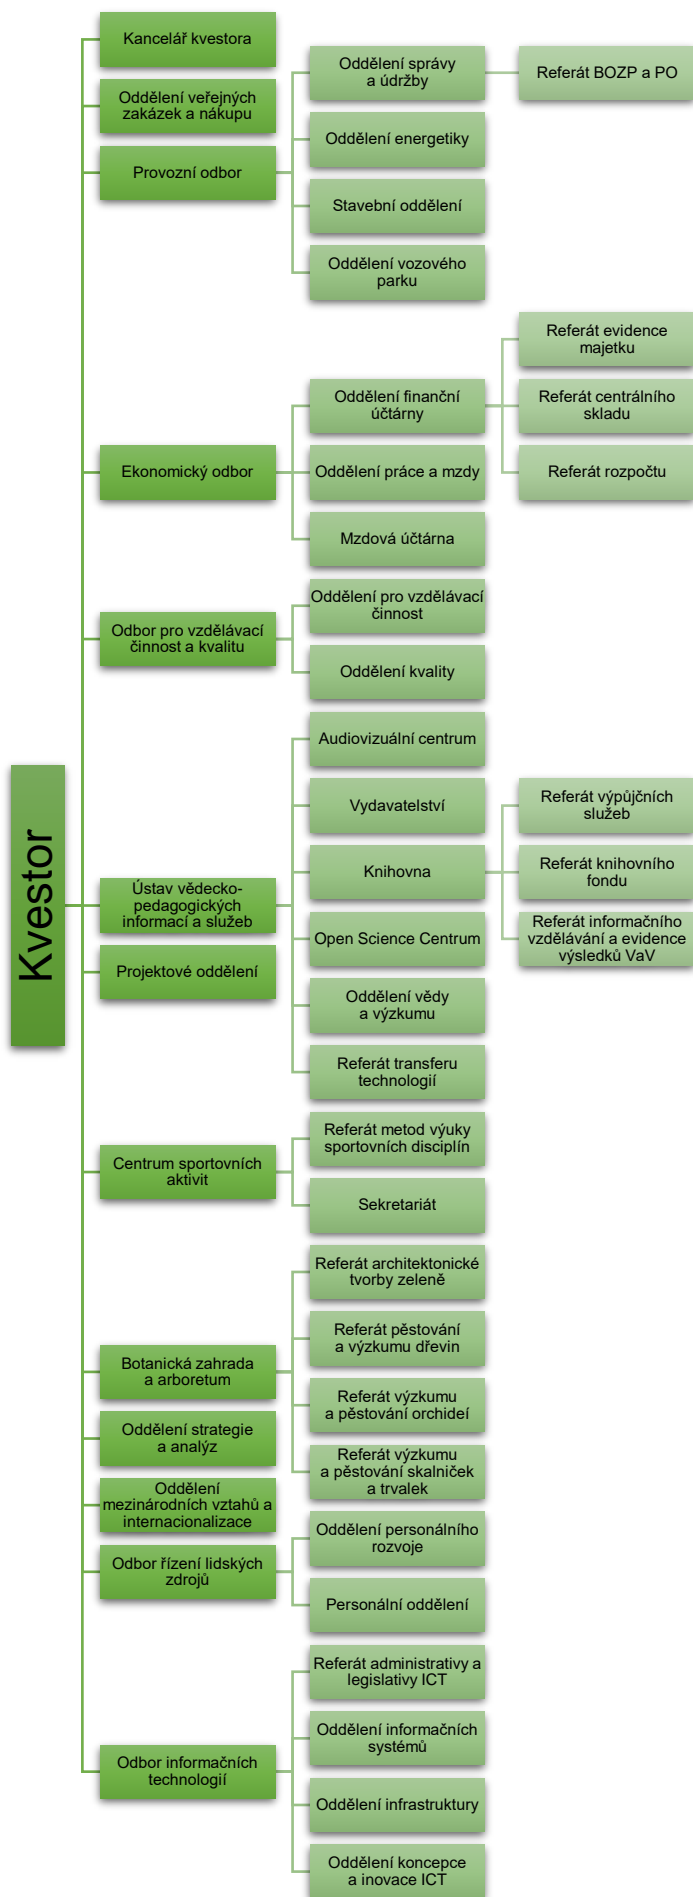 Kvestor
Kancelář kvestora
Oddělení veřejných
zakázek a nákupu
Provozní odbor
Oddělení správy
a údržby
Referát BOZP a PO
Oddělení energetiky
Stavební oddělení
Oddělení vozového
parku
Ekonomický odbor
Oddělení finanční
účtárny
Referát evidence
majetku
Referát centrálního
skladu
Referát rozpočtu
Oddělení práce a mzdy
Mzdová účtárna
Odbor pro vzdělávací
činnost a kvalitu
Oddělení pro vzdělávací
činnost
Oddělení kvality
Ústav vědecko-
pedagogických
informací a služeb
Audiovizuální centrum
Vydavatelství
Knihovna
Referát výpůjčních
služeb
Referát knihovního
fondu
Referát informačního
vzdělávání a evidence
výsledků VaV
Open Science Centrum
Oddělení vědy
a výzkumu
Referát transferu
technologií
Projektové oddělení
Centrum sportovních
aktivit
Referát metod výuky
sportovních disciplín
Sekretariát
Botanická zahrada
a arboretum
Referát architektonické
tvorby zeleně
Referát pěstování
a výzkumu dřevin
Referát výzkumu
a pěstování orchidejí
Referát výzkumu
a pěstování skalniček
a trvalek
Oddělení strategie
a analýz
Oddělení
mezinárodních vztahů a
internacionalizace
Odbor řízení lidských
zdrojů
Oddělení personálního
rozvoje
Personální oddělení
Odbor informačních
technologií
Referát administrativy a
legislativy ICT
Oddělení informačních
systémů
Oddělení infrastruktury
Oddělení koncepce
a inovace ICT